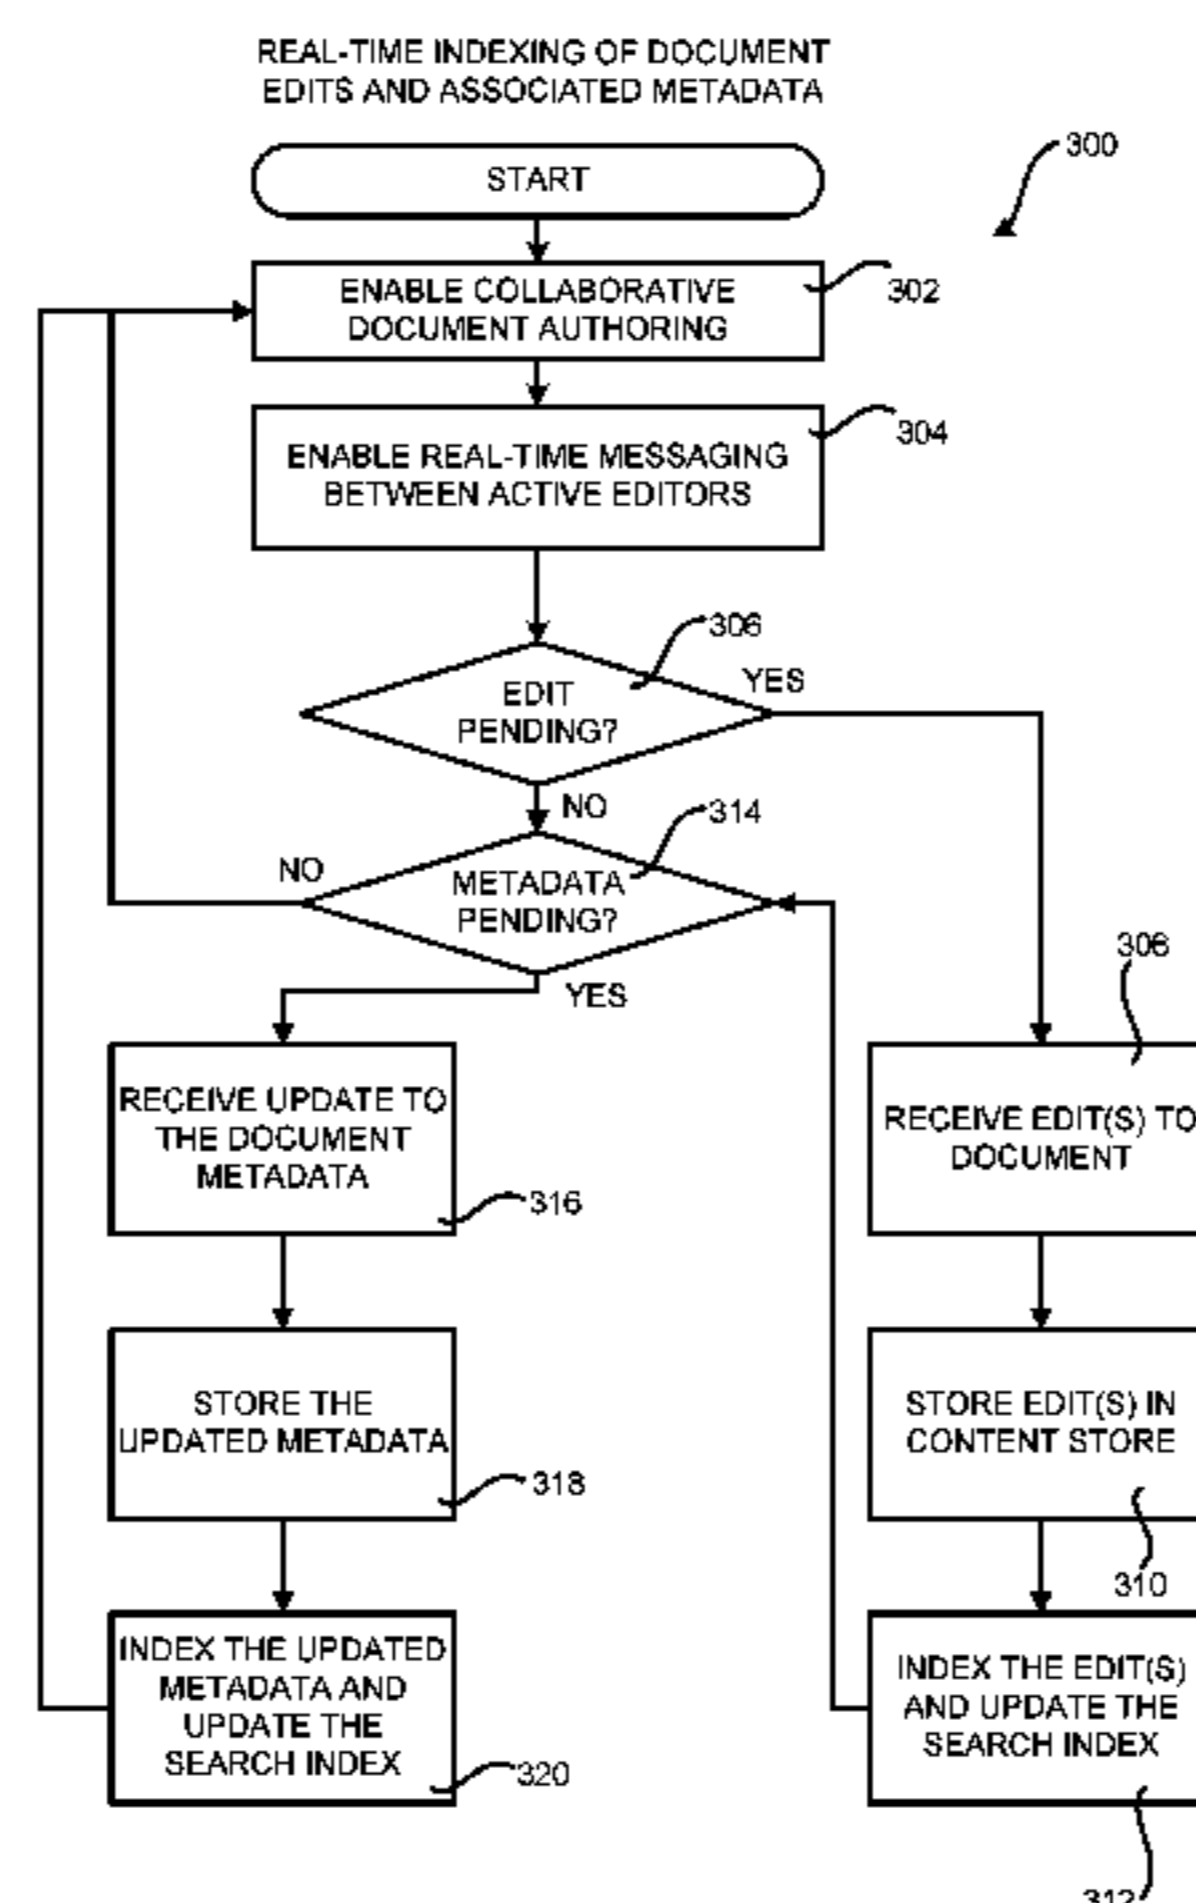 REAL-TIME INDEXING OF DOCUMENT
EDITS AND ASSOCIATED METADATA
START
300
ENABLE COLLABORATIVE
DOCUMENT AUTHORING
302
ENABLE REAL-TIME MESSAGING
BETWEEN ACTIVE EDITORS
304
306
EDIT
PENDING?
YES
NO
314
METADATA
PENDING?
NO
YES
308
RECEIVE UPDATE TO
THE DOCUMENT
METADATA
316
RECEIVE EDIT(S) TO
DOCUMENT
STORE THE
UPDATED METADATA
318
STORE EDIT(S) IN
CONTENT STORE
310
INDEX THE UPDATED
METADATA AND
UPDATE THE
SEARCH INDEX
320
INDEX THE EDIT(S)
AND UPDATE THE
SEARCH INDEX
312